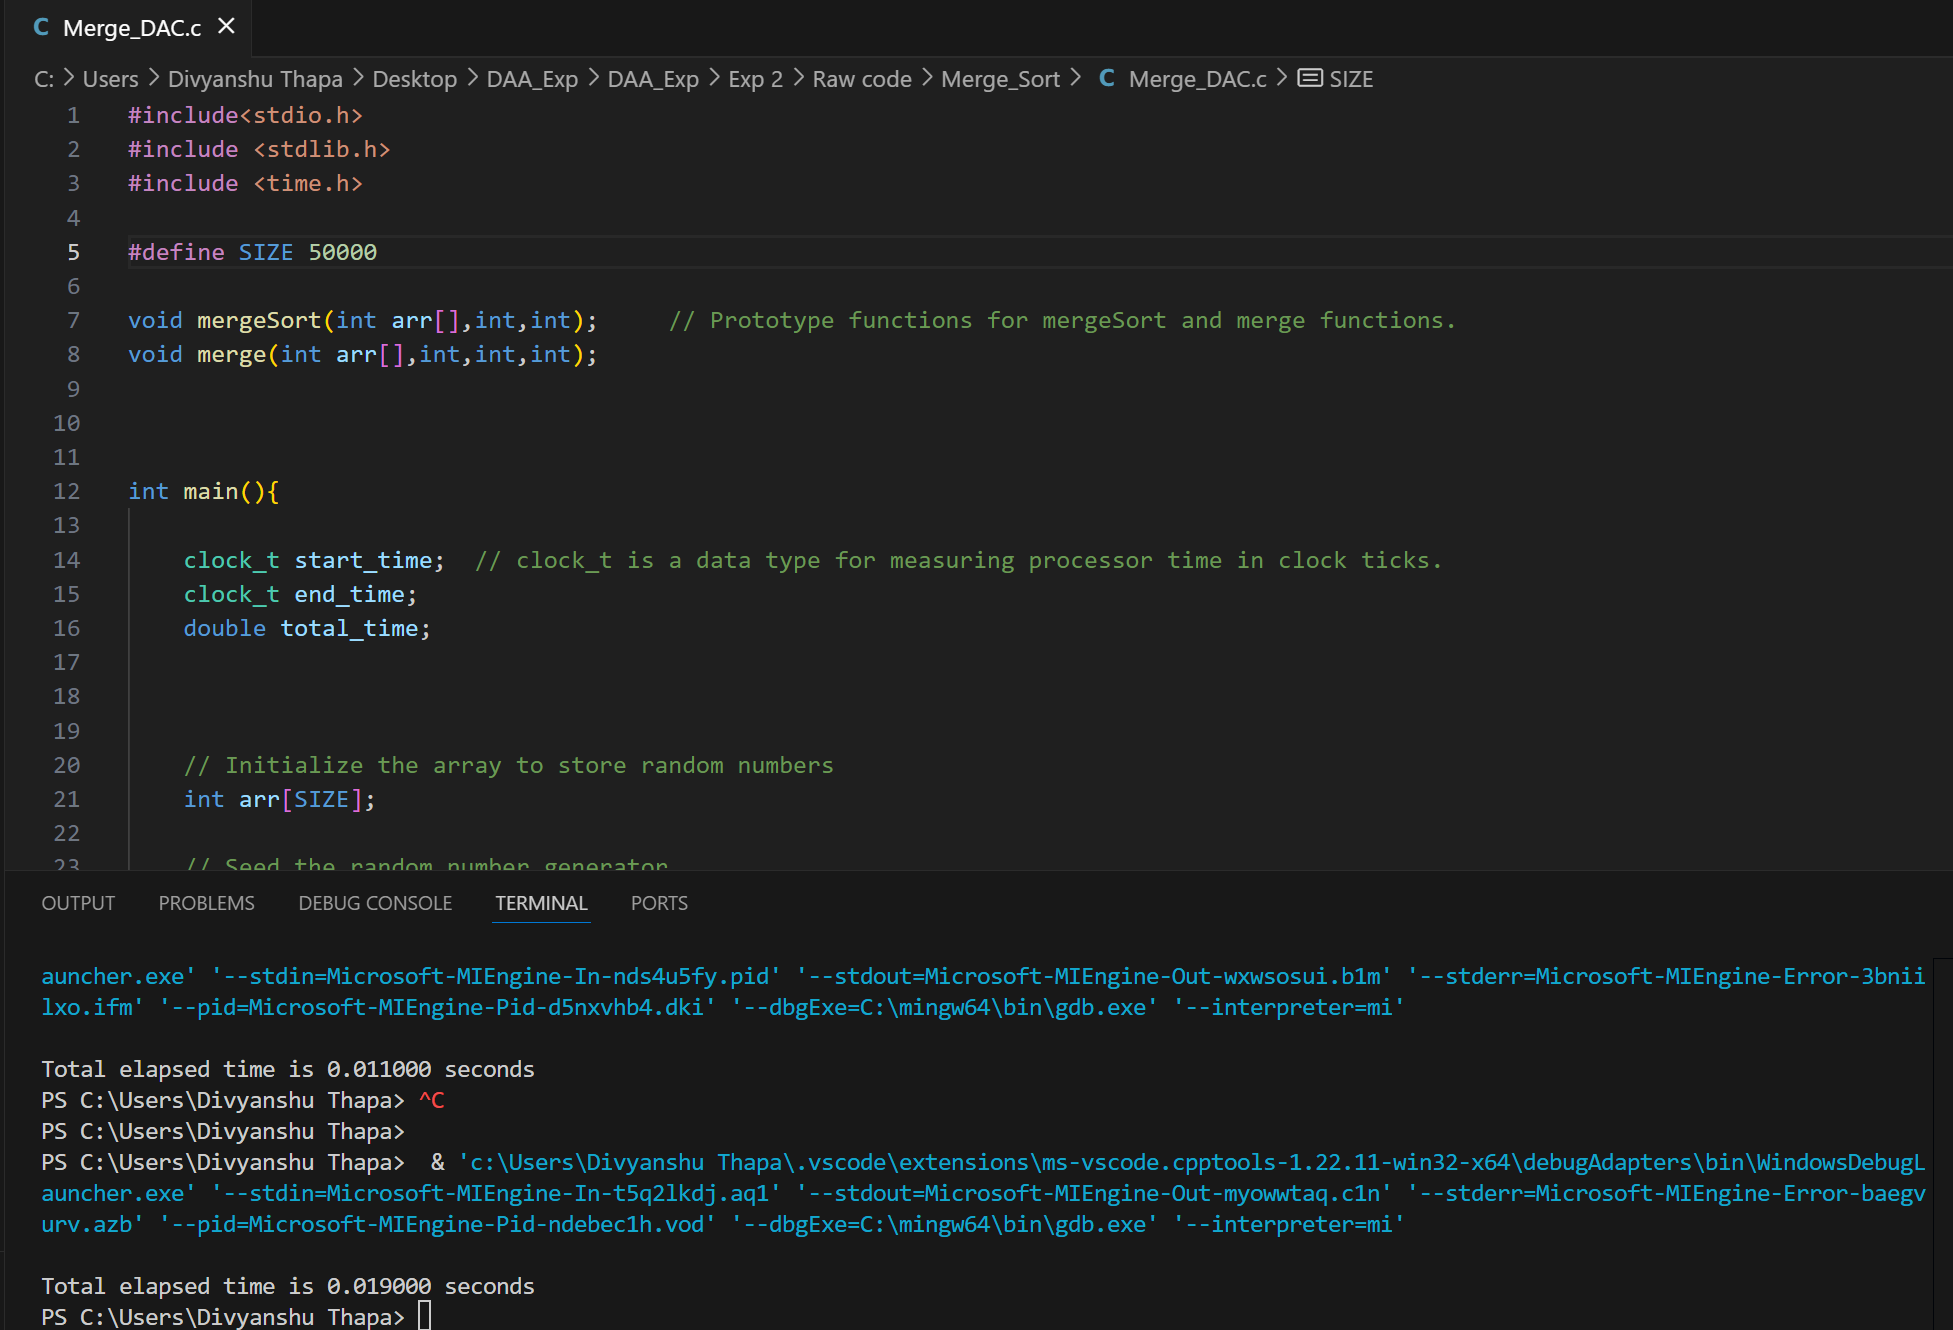 C Merge_DAC.c ×
C: > Users > Divyanshu Thapa > Desktop > DAA_Exp > DAA_Exp > Exp 2 > Raw code > Merge_Sort > C Merge_DAC.c > SIZE
1 #include<stdio.h>
2 #include <stdlib.h>
3 #include <time.h>
4
5 #define SIZE 50000
6
7 void mergeSort(int arr[],int,int);     // Prototype functions for mergeSort and merge functions.
8 void merge(int arr[],int,int,int);
9
10
11
12 int main(){
13
14     clock_t start_time;  // clock_t is a data type for measuring processor time in clock ticks.
15     clock_t end_time;
16     double total_time;
17
18
19
20     // Initialize the array to store random numbers
21     int arr[SIZE];
22
23     // Seed the random number generator
OUTPUT PROBLEMS DEBUG CONSOLE TERMINAL PORTS
auncher.exe' '--stdin=Microsoft-MIEngine-In-nds4u5fy.pid' '--stdout=Microsoft-MIEngine-Out-wxwsosui.b1m' '--stderr=Microsoft-MIEngine-Error-3bnii
lxo.ifm' '--pid=Microsoft-MIEngine-Pid-d5nxvhb4.dki' '--dbgExe=C:\mingw64\bin\gdb.exe' '--interpreter=mi'
Total elapsed time is 0.011000 seconds
PS C:\Users\Divyanshu Thapa> ^C
PS C:\Users\Divyanshu Thapa>
PS C:\Users\Divyanshu Thapa>  & 'c:\Users\Divyanshu Thapa\.vscode\extensions\ms-vscode.cpptools-1.22.11-win32-x64\debugAdapters\bin\WindowsDebugL
auncher.exe' '--stdin=Microsoft-MIEngine-In-t5q2lkdj.aq1' '--stdout=Microsoft-MIEngine-Out-myowwtaq.c1n' '--stderr=Microsoft-MIEngine-Error-baegv
urv.azb' '--pid=Microsoft-MIEngine-Pid-ndebec1h.vod' '--dbgExe=C:\mingw64\bin\gdb.exe' '--interpreter=mi'
Total elapsed time is 0.019000 seconds
PS C:\Users\Divyanshu Thapa>